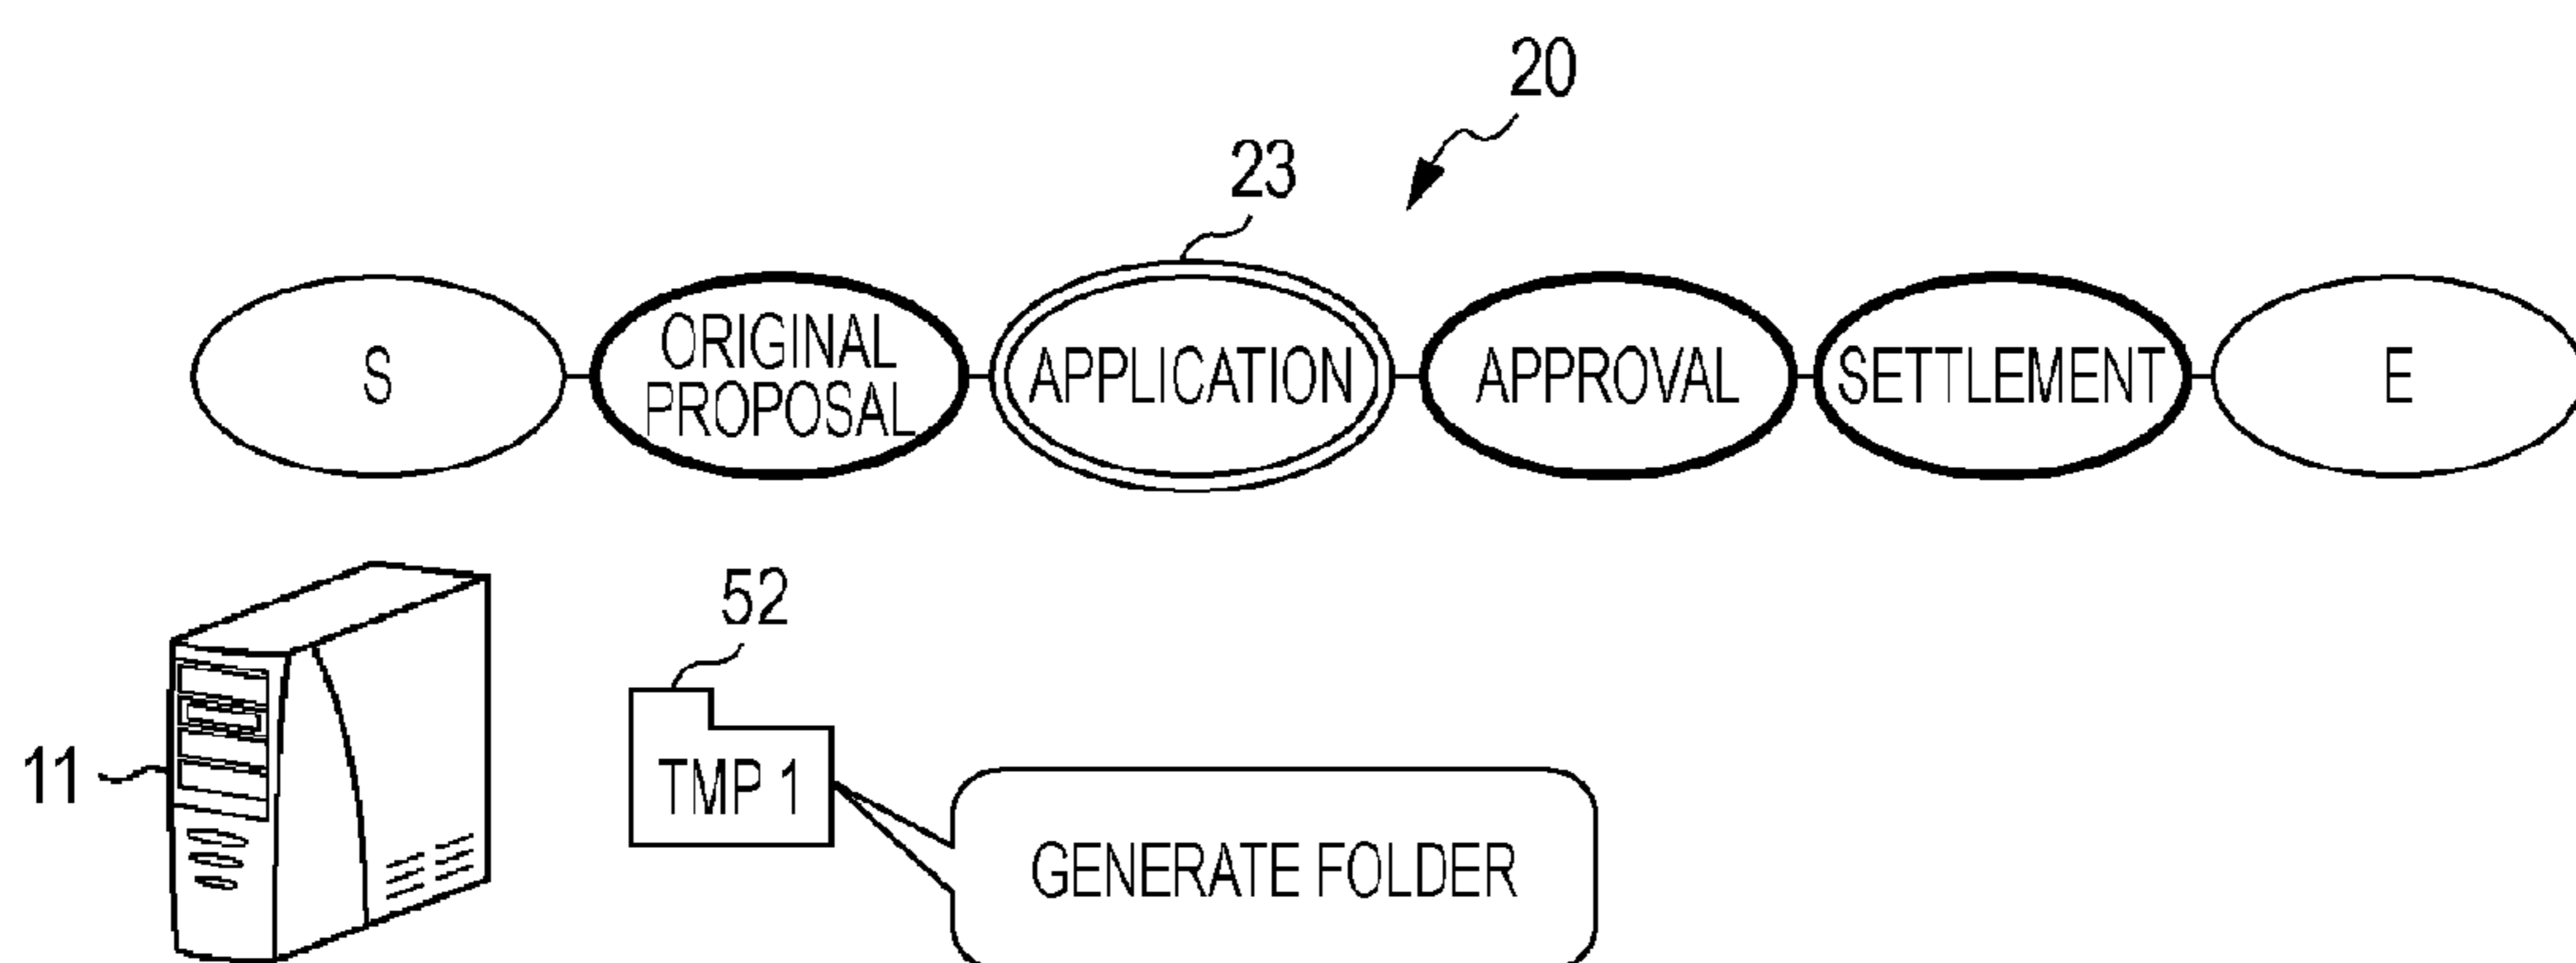 20
23
S
ORIGINAL
PROPOSAL
APPLICATION
APPROVAL
SETTLEMENT
E
52
11
TMP 1
GENERATE FOLDER